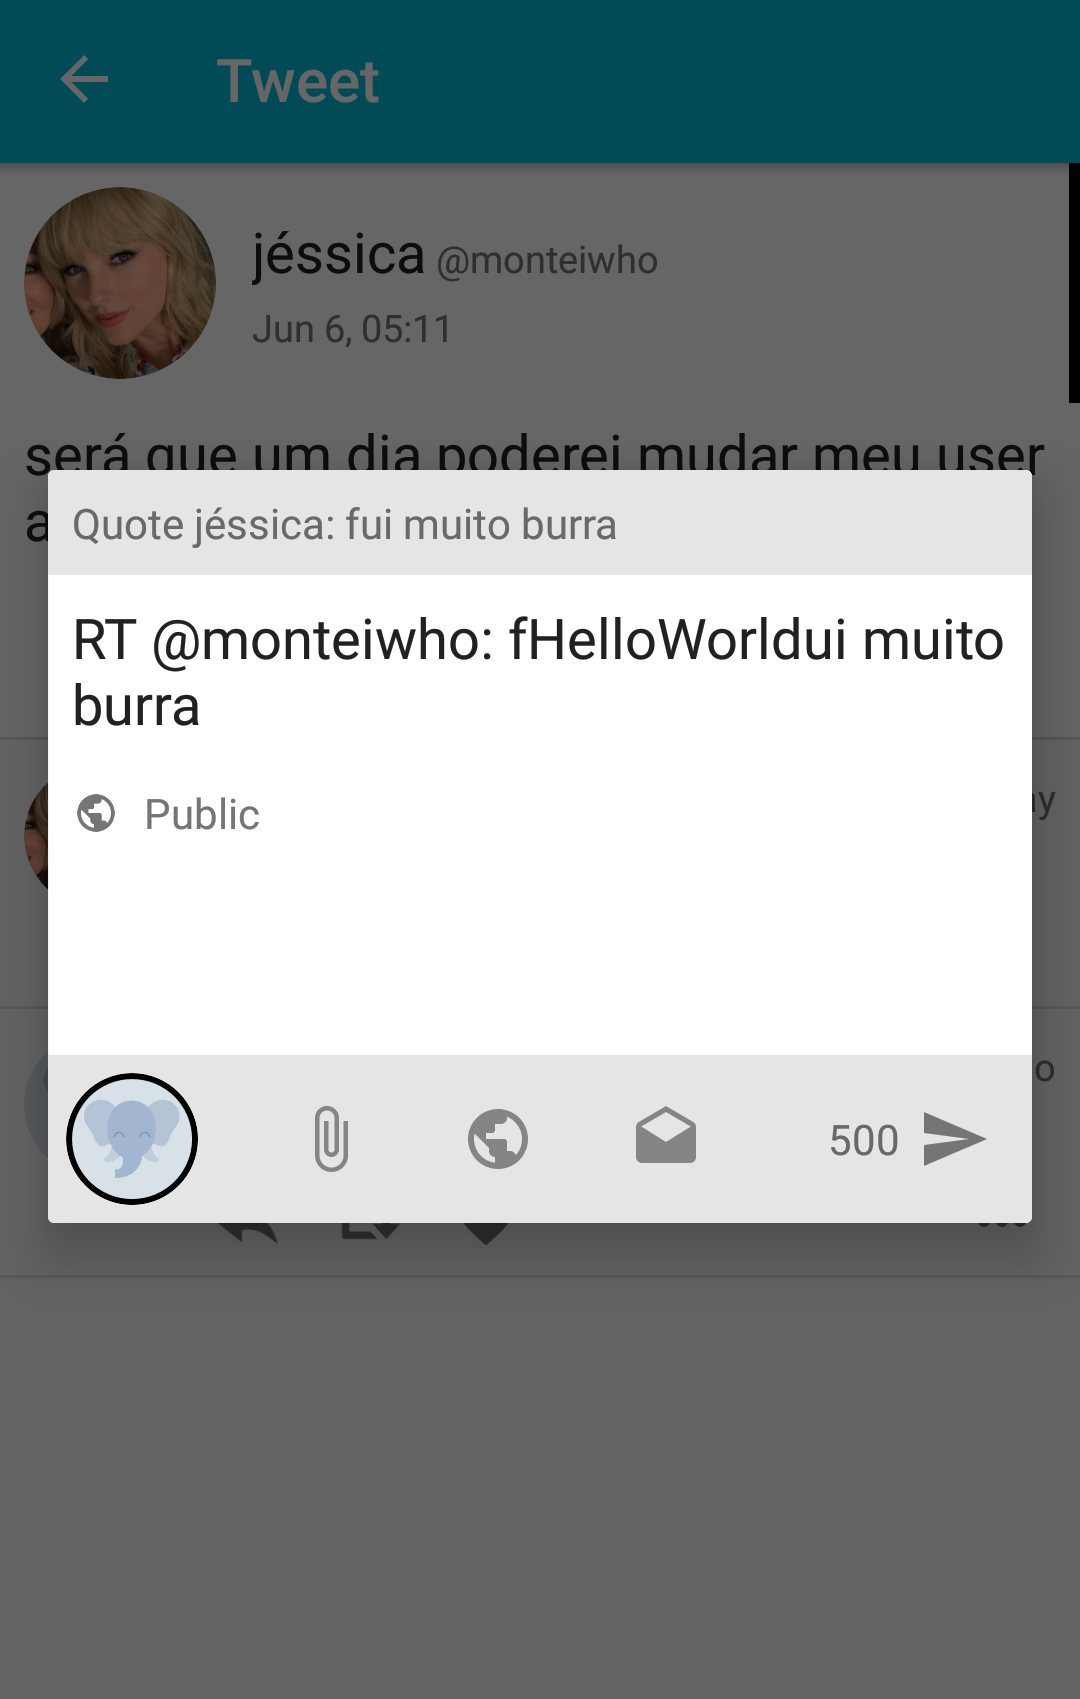 Tweet
jéssica @monteiwho
Jun 6, 05:11
será que um dia poderei mudar meu user
Quote jéssica: fui muito burra
RT @monteiwho: fHelloWorldui muito
burra
Public
500